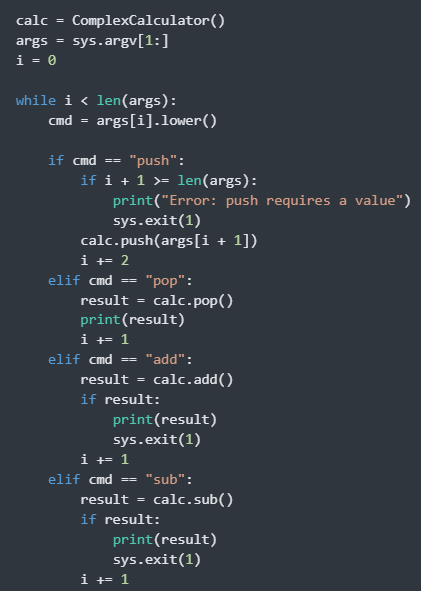 calc = ComplexCalculator()
args = sys.argv[1:]
i = 0

while i < len(args):
    cmd = args[i].lower()

    if cmd == "push":
        if i + 1 >= len(args):
            print("Error: push requires a value")
            sys.exit(1)
        calc.push(args[i + 1])
        i += 2
    elif cmd == "pop":
        result = calc.pop()
        print(result)
        i += 1
    elif cmd == "add":
        result = calc.add()
        if result:
            print(result)
            sys.exit(1)
        i += 1
    elif cmd == "sub":
        result = calc.sub()
        if result:
            print(result)
            sys.exit(1)
        i += 1